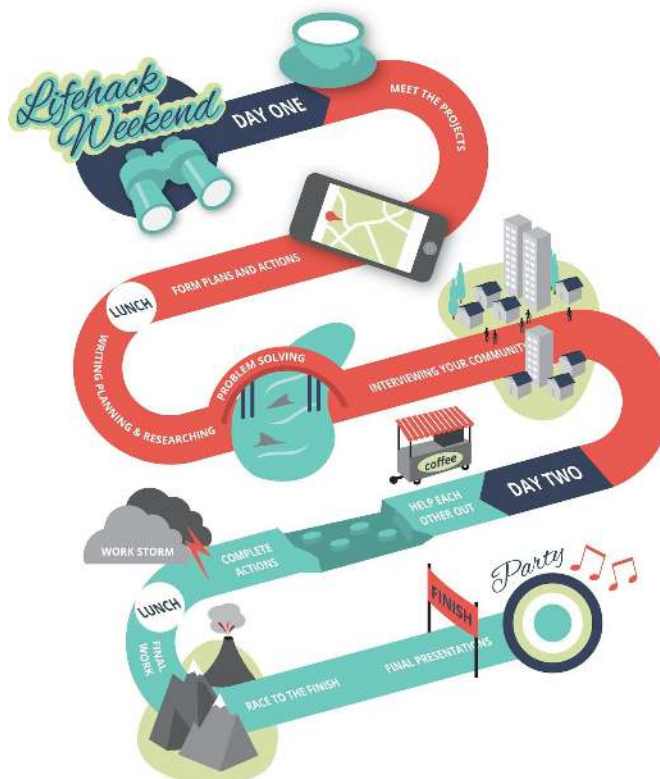 Lifehack
Weekend
DAY ONE
MEET THE PROJECTS
FORM PLANS AND ACTIONS
LUNCH
WRITING PLANNING & RESEARCHING
PROBLEM SOLVING
INTERVIEWING YOUR COMMUNITY
DAY TWO
coffee
HELP EACH
OTHER OUT
COMPLETE
ACTIONS
WORK STORM
LUNCH
FINAL
WORK
RACE TO THE FINISH
FINAL PRESENTATIONS
FINISH
Party